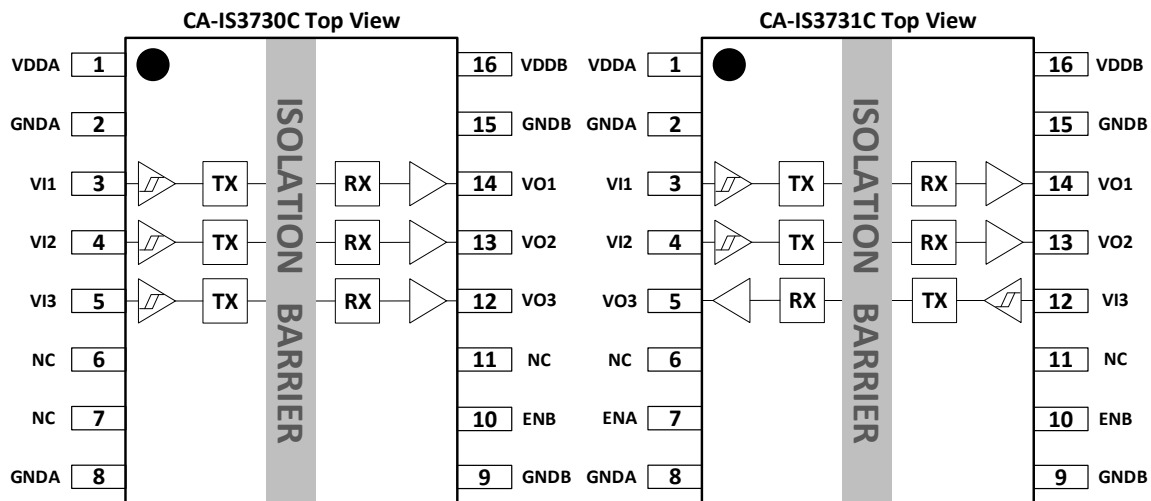 CA-IS3730C Top View
VDDA 1 16 VDDB
GNDA 2 15 GNDB
VI1 3 TX RX 14 VO1
VI2 4 TX RX 13 VO2
VI3 5 TX RX 12 VO3
NC 6 11 NC
NC 7 10 ENB
GNDA 8 9 GNDB
ISOLATION BARRIER
CA-IS3731C Top View
VDDA 1 16 VDDB
GNDA 2 15 GNDB
VI1 3 TX RX 14 VO1
VI2 4 TX RX 13 VO2
VO3 5 RX TX 12 VI3
NC 6 11 NC
ENA 7 10 ENB
GNDA 8 9 GNDB
ISOLATION BARRIER